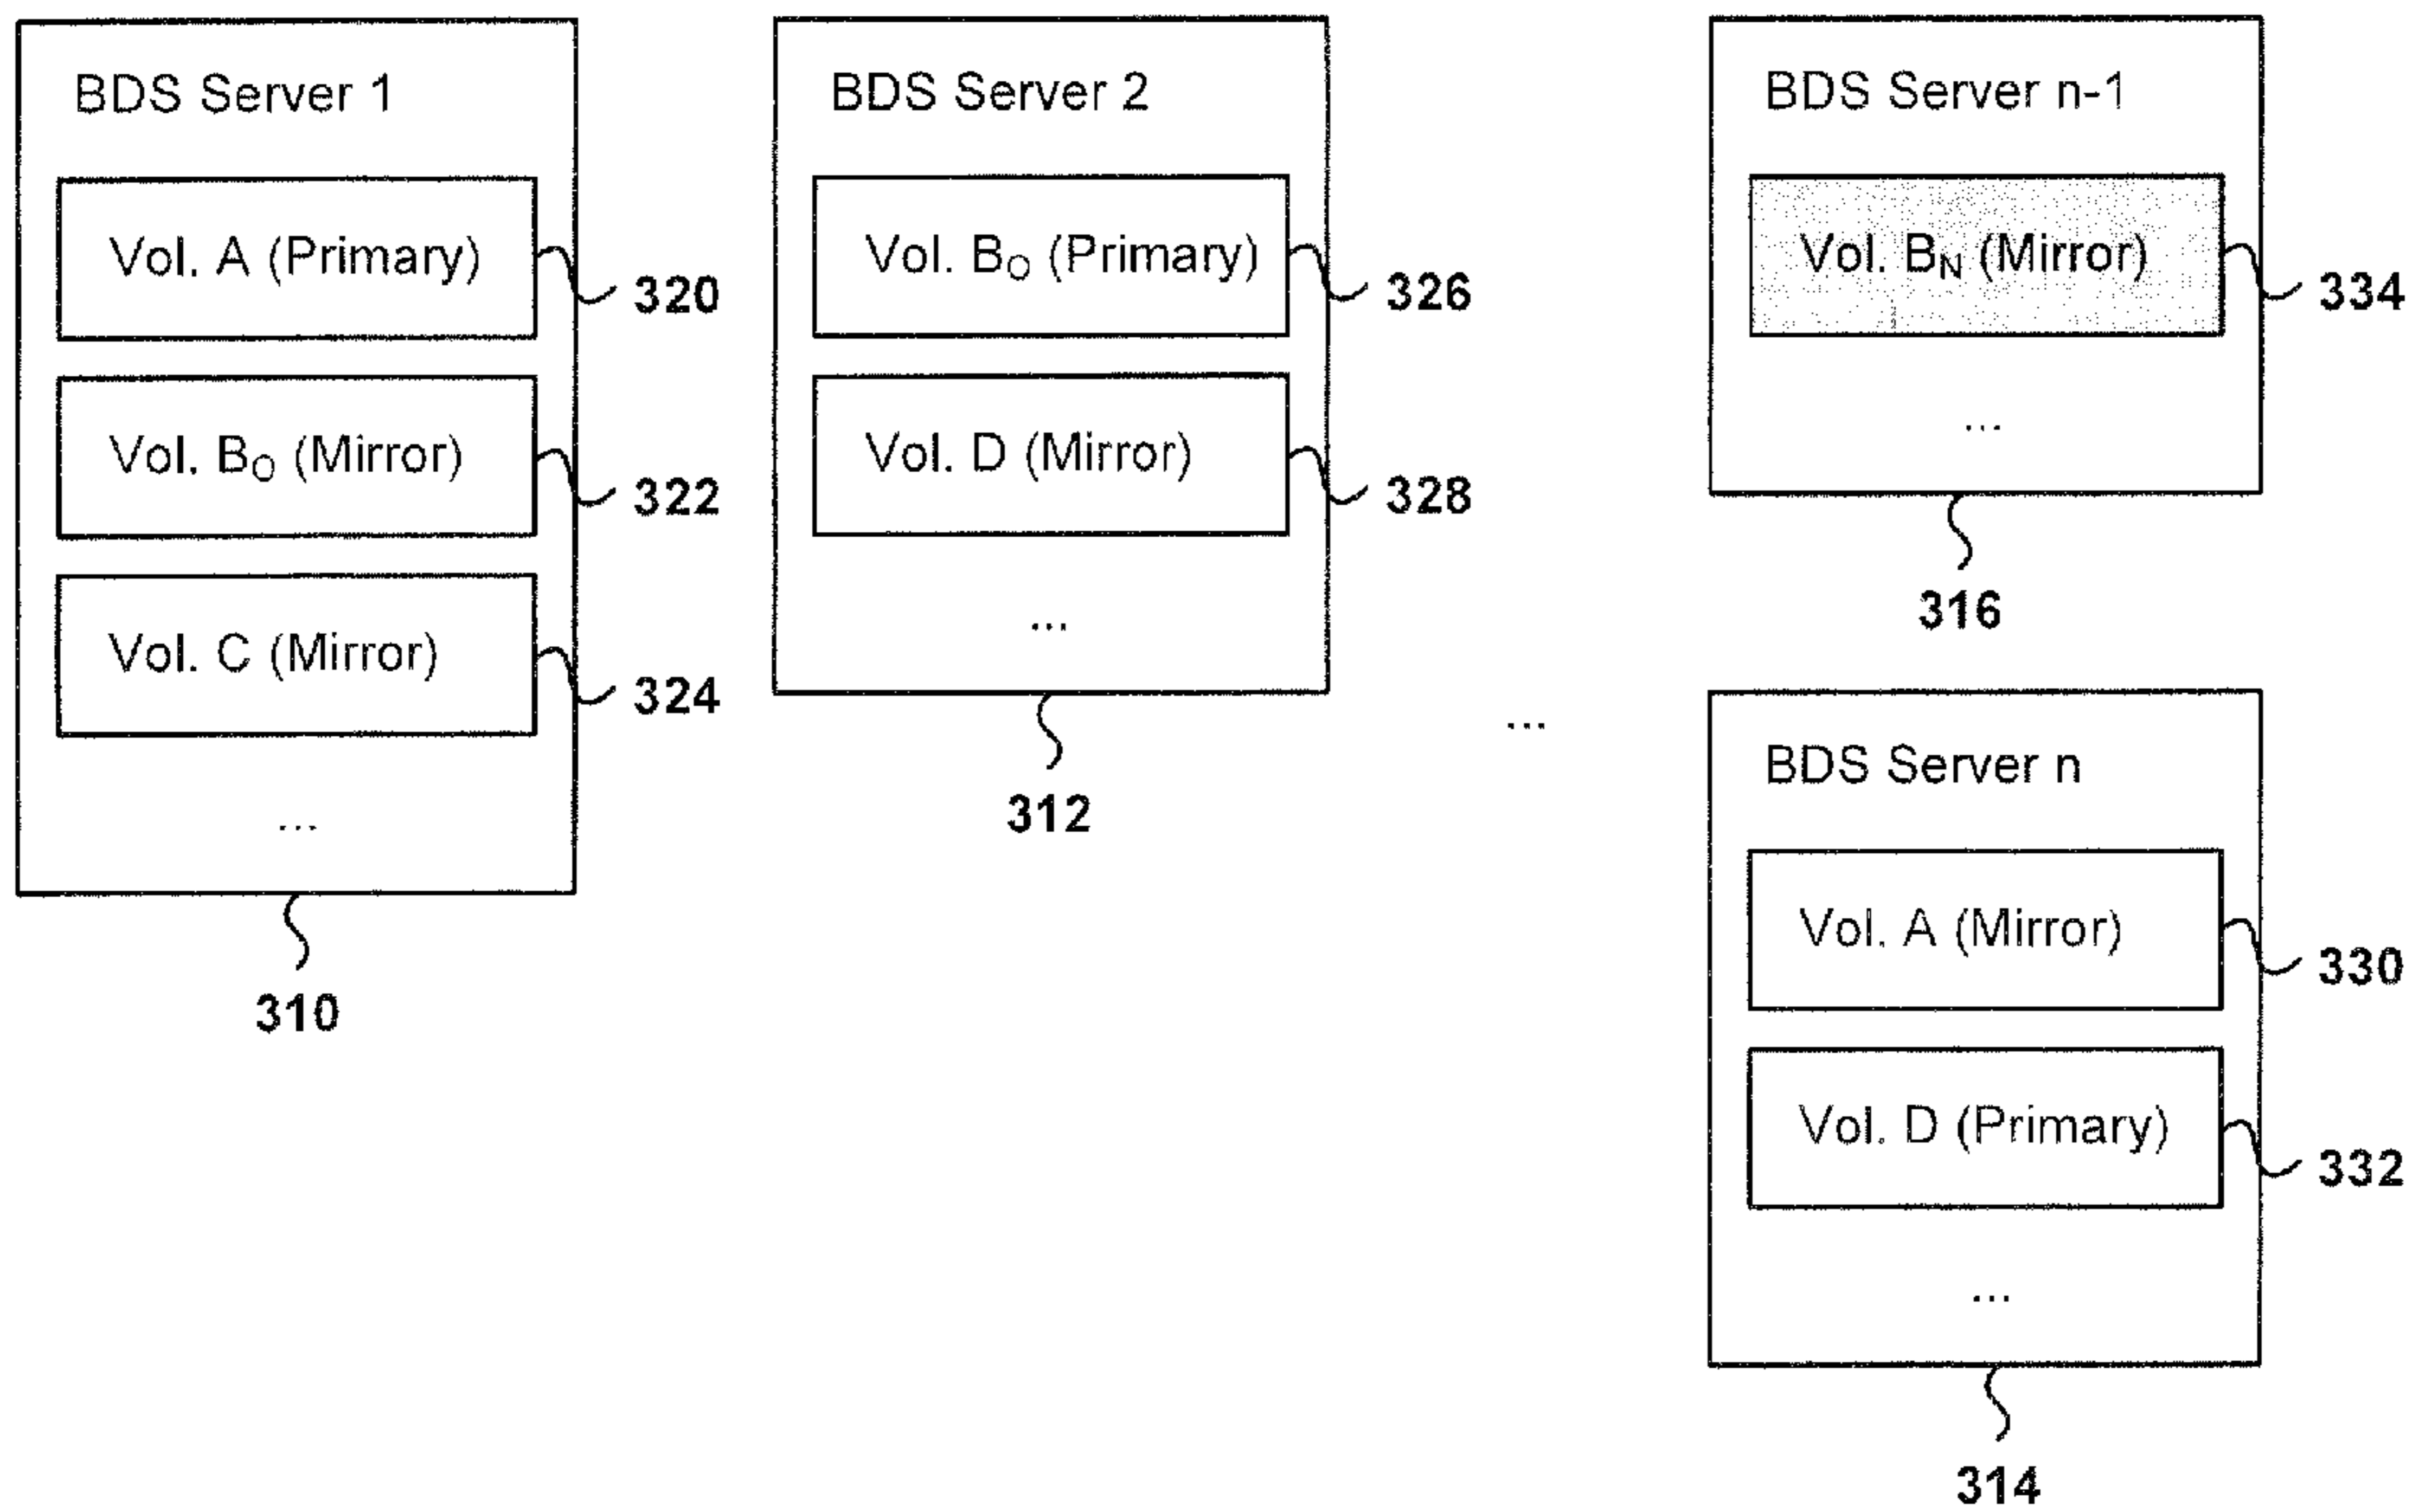 BDS Server 1
Vol. A (Primary)
320
Vol. B₀ (Mirror)
322
Vol. C (Mirror)
324
...
310
BDS Server 2
Vol. B₀ (Primary)
326
Vol. D (Mirror)
328
...
312
...
BDS Server n-1
Vol. Bₙ (Mirror)
334
...
316
BDS Server n
Vol. A (Mirror)
330
Vol. D (Primary)
332
...
314